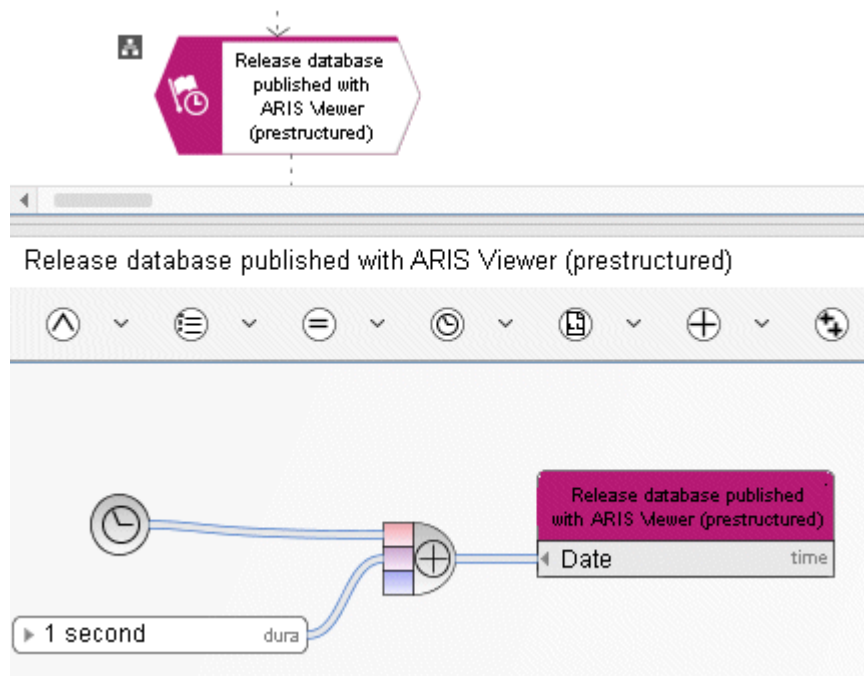 Release database
published with
ARIS Viewer
(prestructured)
Release database published with ARIS Viewer (prestructured)
Release database published
with ARIS Viewer (prestructured)
Date time
1 second dura